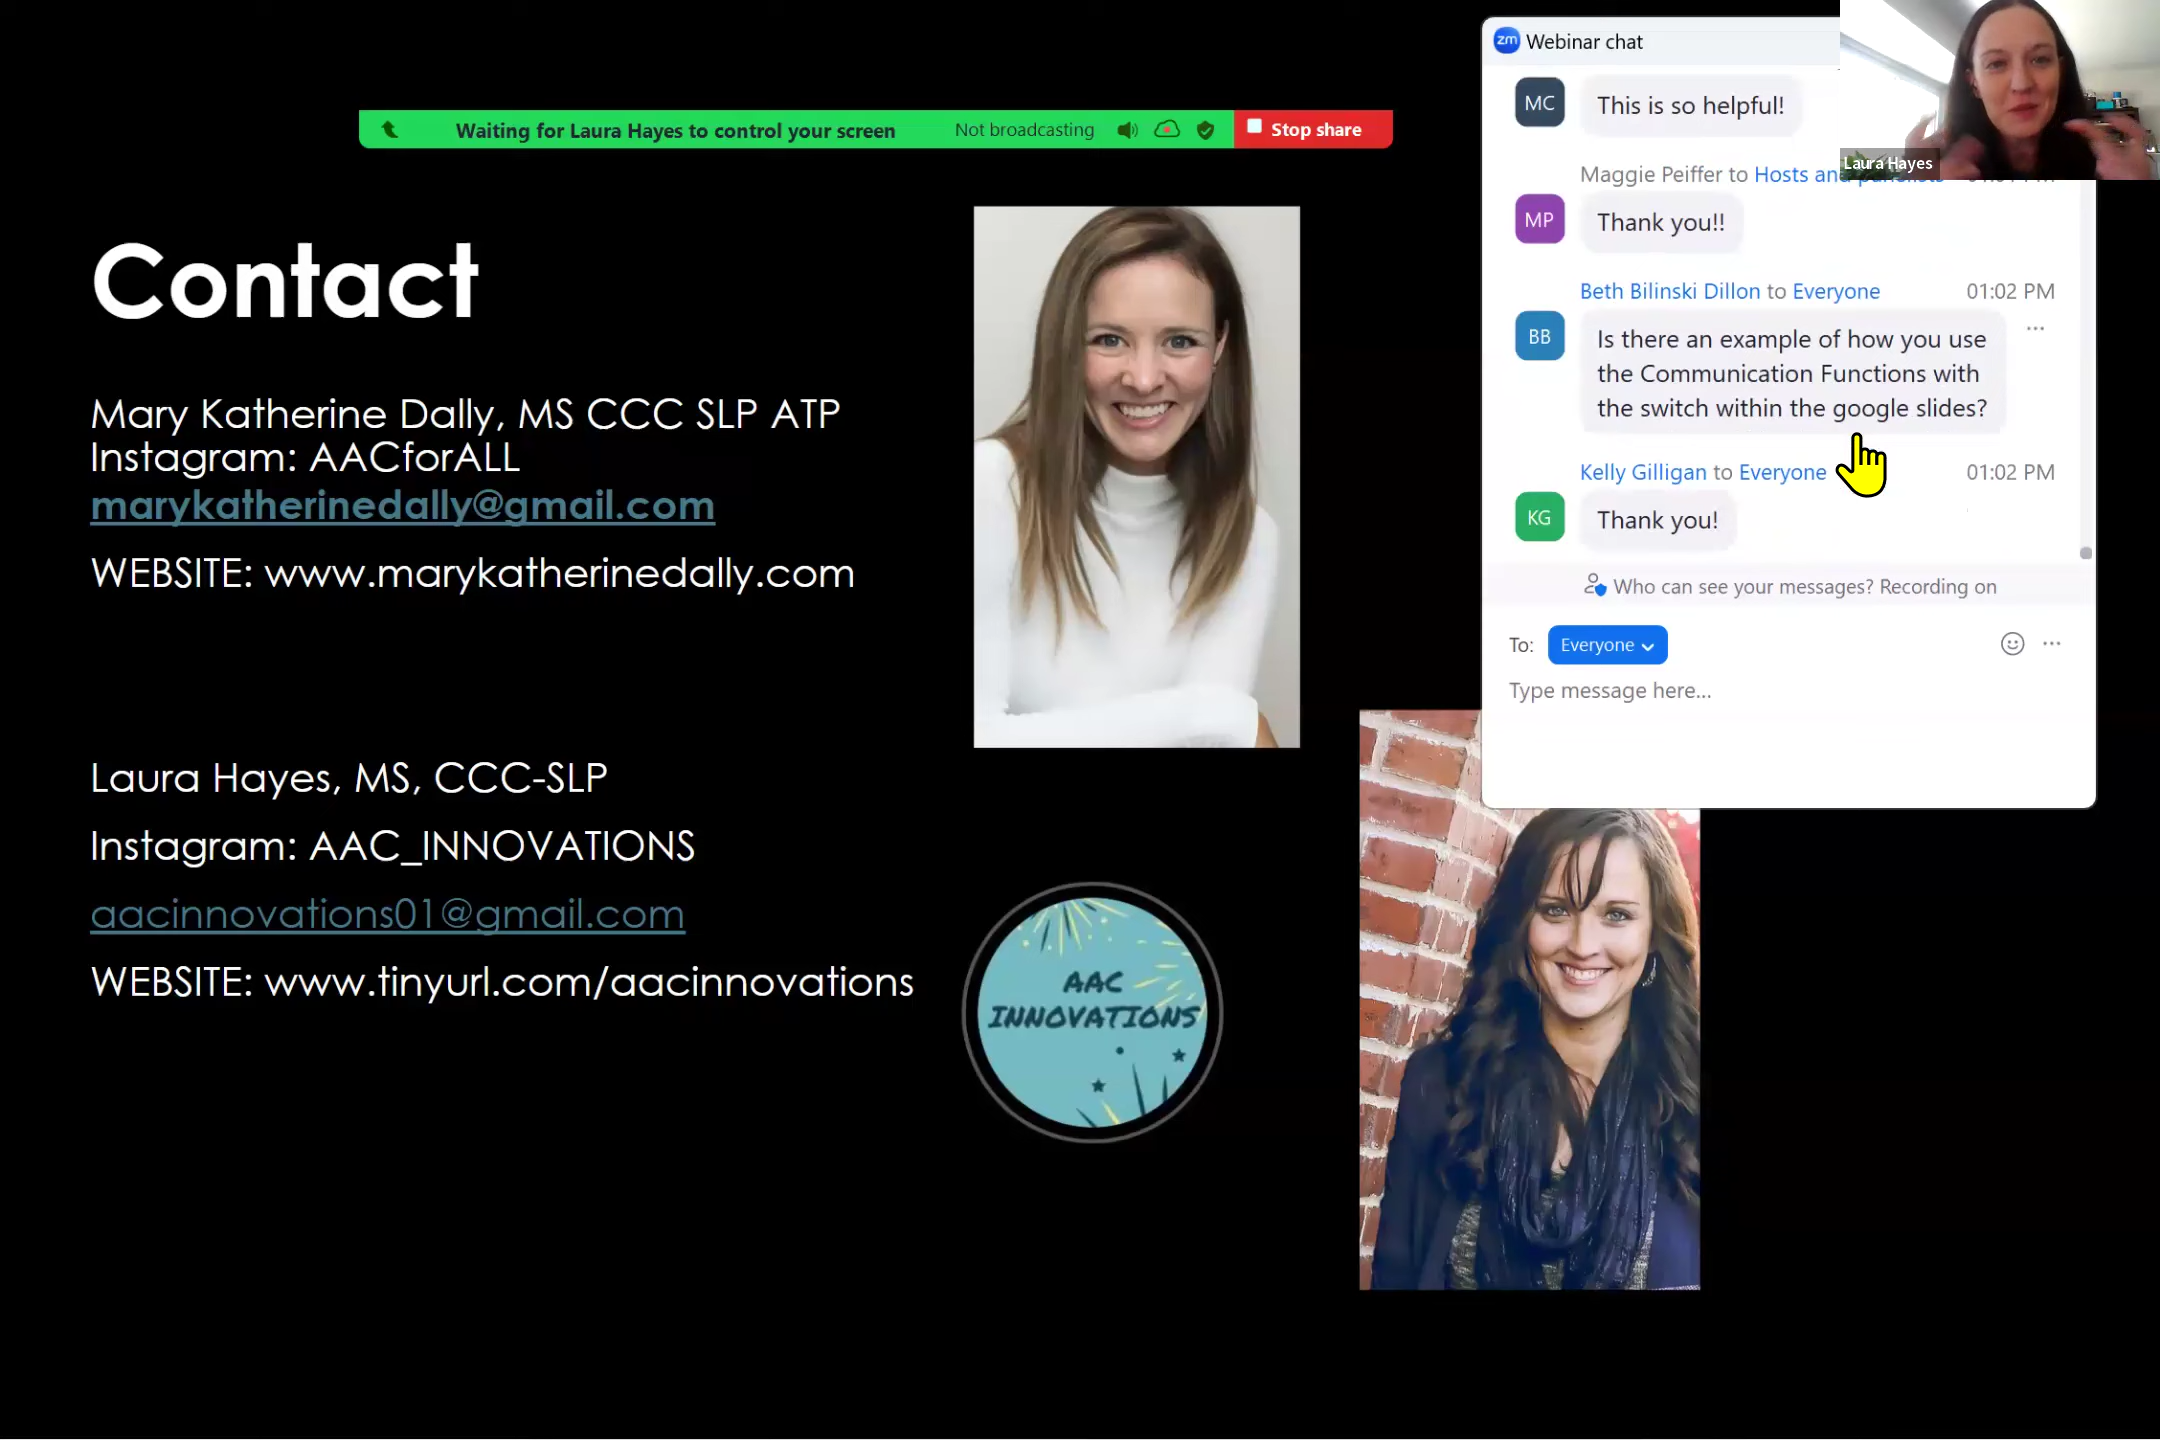 Waiting for Laura Hayes to control your screen
Not broadcasting
Stop share
Contact
Mary Katherine Dally, MS CCC SLP ATP
Instagram: AACforALL
marykatherinedally@gmail.com
WEBSITE: www.marykatherinedally.com
Laura Hayes, MS, CCC-SLP
Instagram: AAC_INNOVATIONS
aacinnovations01@gmail.com
WEBSITE: www.tinyurl.com/aacinnovations
AAC
INNOVATIONS
zm Webinar chat
MC
This is so helpful!
Maggie Peiffer to Hosts and
MP
Thank you!!
Beth Bilinski Dillon to Everyone 01:02 PM
BB
Is there an example of how you use
the Communication Functions with
the switch within the google slides?
Kelly Gilligan to Everyone 01:02 PM
KG
Thank you!
Who can see your messages? Recording on
To: Everyone
Type message here...
Laura Hayes